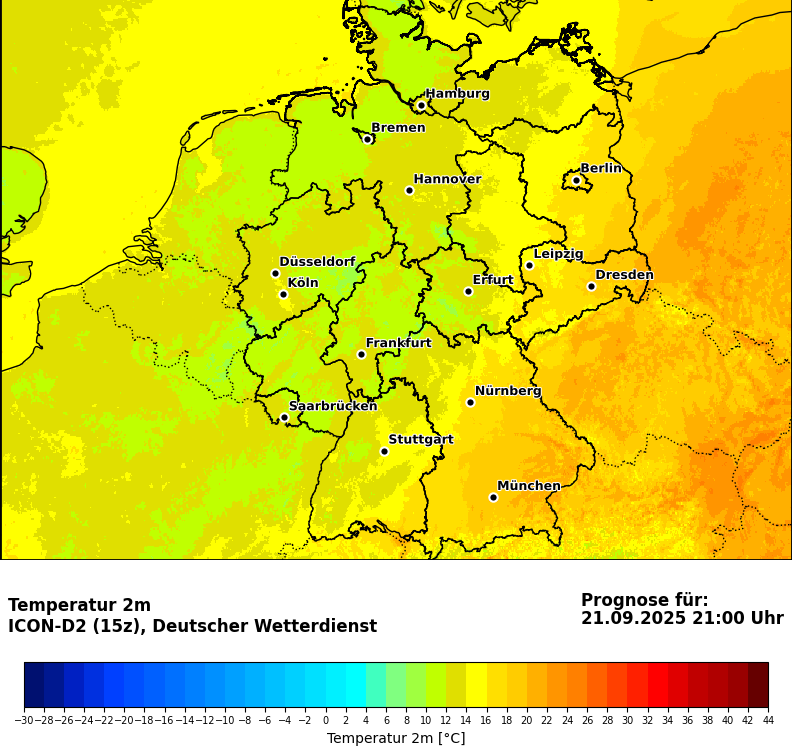 Hamburg
Bremen
Berlin
Hannover
Leipzig
Düsseldorf
Dresden
Köln
Erfurt
Frankfurt
Nürnberg
Saarbrücken
Stuttgart
München
Temperatur 2m
ICON-D2 (15z), Deutscher Wetterdienst
Prognose für:
21.09.2025 21:00 Uhr
−30 −28 −26 −24 −22 −20 −18 −16 −14 −12 −10 −8 −6 −4 −2 0 2 4 6 8 10 12 14 16 18 20 22 24 26 28 30 32 34 36 38 40 42 44
Temperatur 2m [°C]